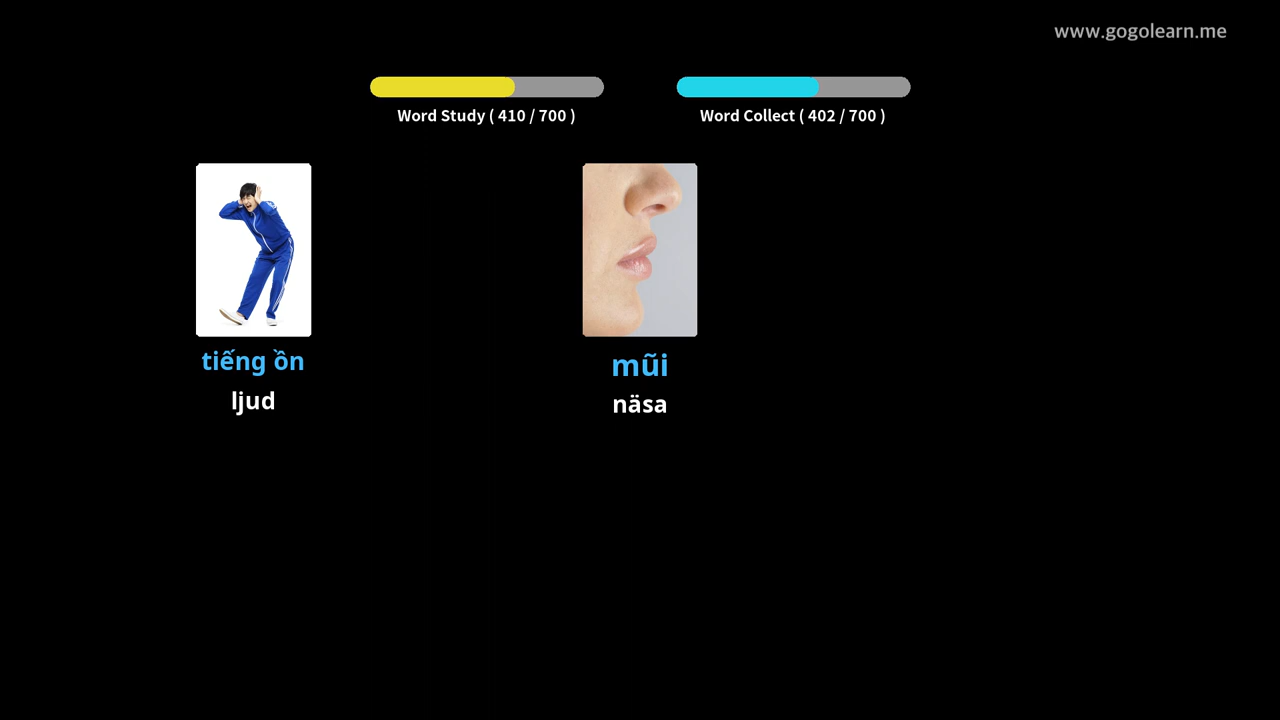 www.gogolearn.me
Word Study ( 410 / 700 )
Word Collect ( 402 / 700 )
tiếng ồn
ljud
mũi
näsa